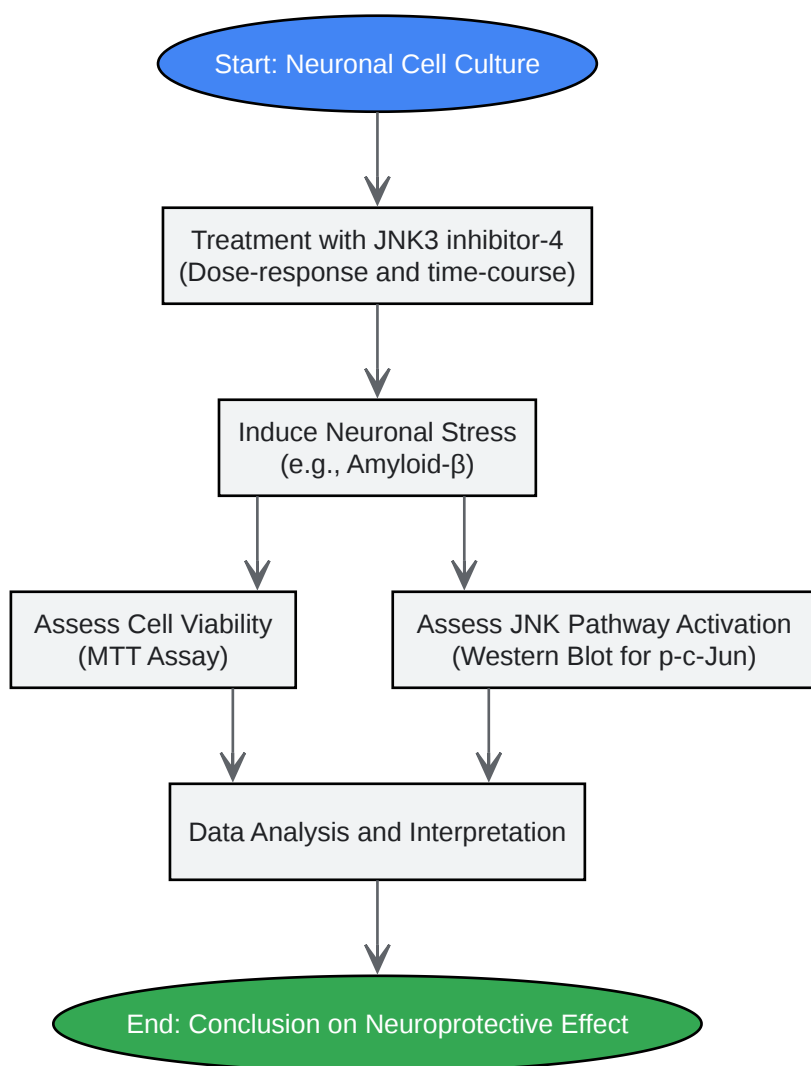 Start: Neuronal Cell Culture
Treatment with JNK3 inhibitor-4
(Dose-response and time-course)
Induce Neuronal Stress
(e.g., Amyloid-β)
Assess Cell Viability
(MTT Assay)
Assess JNK Pathway Activation
(Western Blot for p-c-Jun)
Data Analysis and Interpretation
End: Conclusion on Neuroprotective Effect